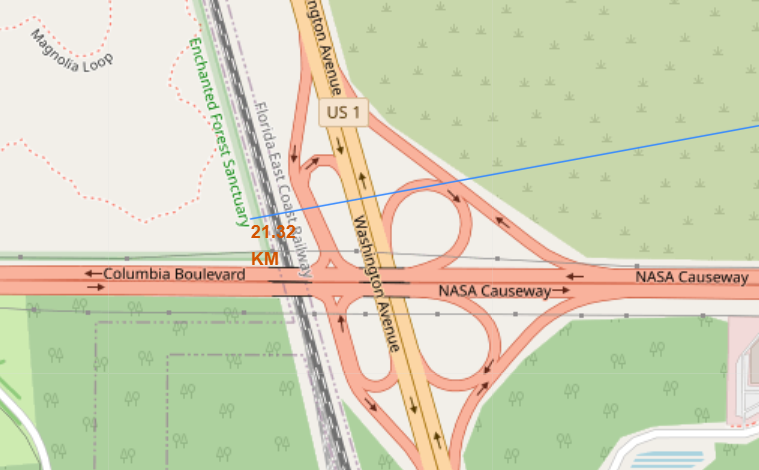 ngton Avenue
Magnolia Loop
Enchanted Forest Sanctuary
Florida East Coast Railway
US 1
21.32
KM
Washington Avenue
Columbia Boulevard
NASA Causeway
NASA Causeway